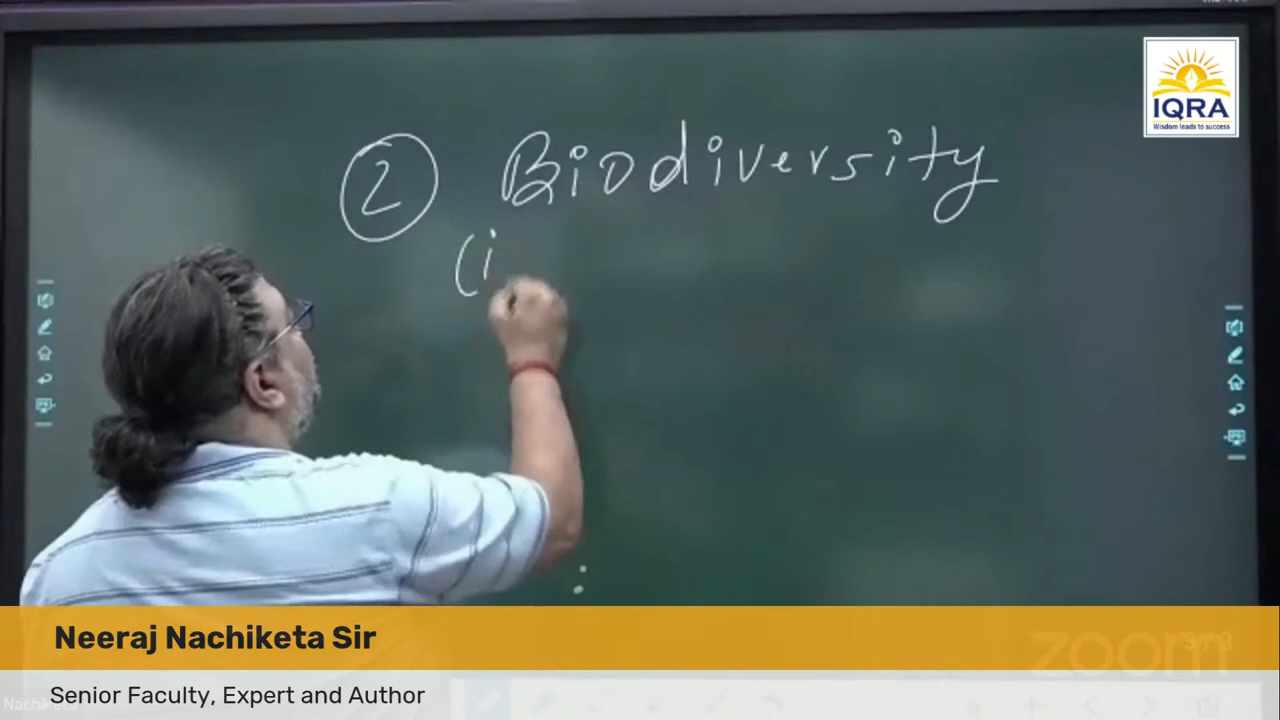 IQRA
Wisdom leads to success
② Biodiversity
(i
Neeraj Nachiketa Sir
zoom
Senior Faculty, Expert and Author